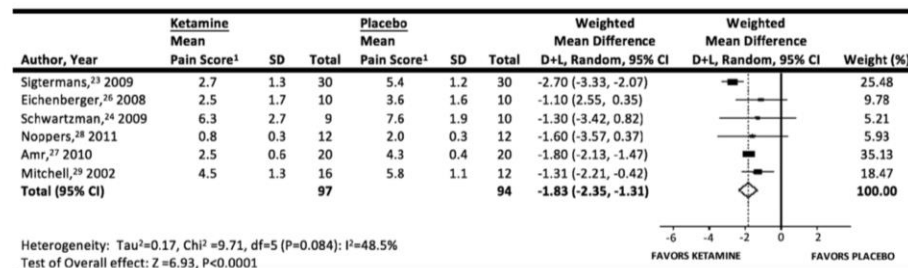 Ketamine Placebo Weighted Weighted
Mean Mean Mean Difference Mean Difference
Author, Year Pain Score¹ SD Total Pain Score¹ SD Total D+L, Random, 95% CI D+L, Random, 95% CI Weight (%)
Sigtermans,²³ 2009 2.7 1.3 30 5.4 1.2 30 -2.70 (-3.33, -2.07) 25.48
Eichenberger,²⁶ 2008 2.5 1.7 10 3.6 1.6 10 -1.10 (2.55, 0.35) 9.78
Schwartzman,²⁴ 2009 6.3 2.7 9 7.6 1.9 10 -1.30 (-3.42, 0.82) 5.21
Noppers,²⁸ 2011 0.8 0.3 12 2.0 0.3 12 -1.60 (-3.57, 0.37) 5.93
Amr,²⁷ 2010 2.5 0.6 20 4.3 0.4 20 -1.80 (-2.13, -1.47) 35.13
Mitchell,²⁹ 2002 4.5 1.3 16 5.8 1.1 12 -1.31 (-2.21, -0.42) 18.47
Total (95% CI) 97 94 -1.83 (-2.35, -1.31) 100.00
-6 -4 -2 0 2
Heterogeneity: Tau²=0.17, Chi² =9.71, df=5 (P=0.084): I²=48.5%
FAVORS KETAMINE FAVORS PLACEBO
Test of Overall effect: Z =6.93, P<0.0001